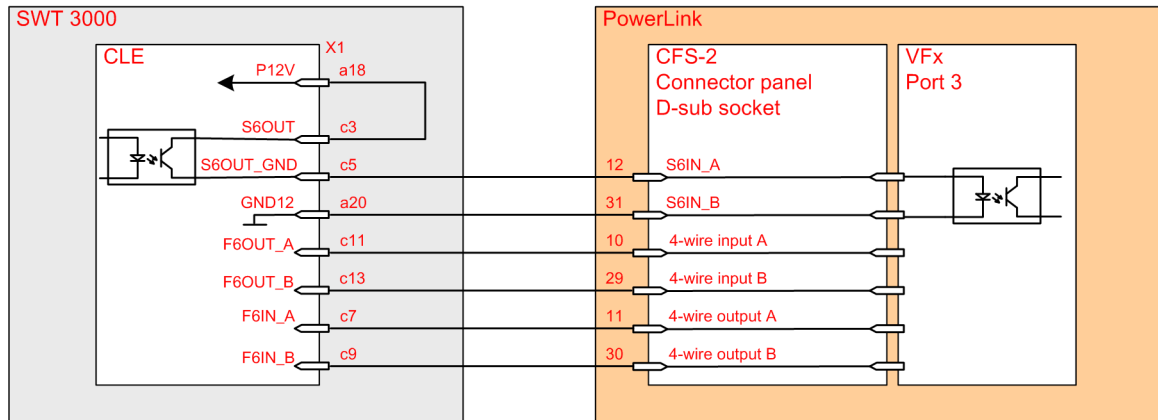 SWT 3000
PowerLink
CLE
X1
CFS-2
Connector panel
D-sub socket
VFx
Port 3
P12V a18
S6OUT c3
S6OUT_GND c5 12 S6IN_A
GND12 a20 31 S6IN_B
F6OUT_A c11 10 4-wire input A
F6OUT_B c13 29 4-wire input B
F6IN_A c7 11 4-wire output A
F6IN_B c9 30 4-wire output B